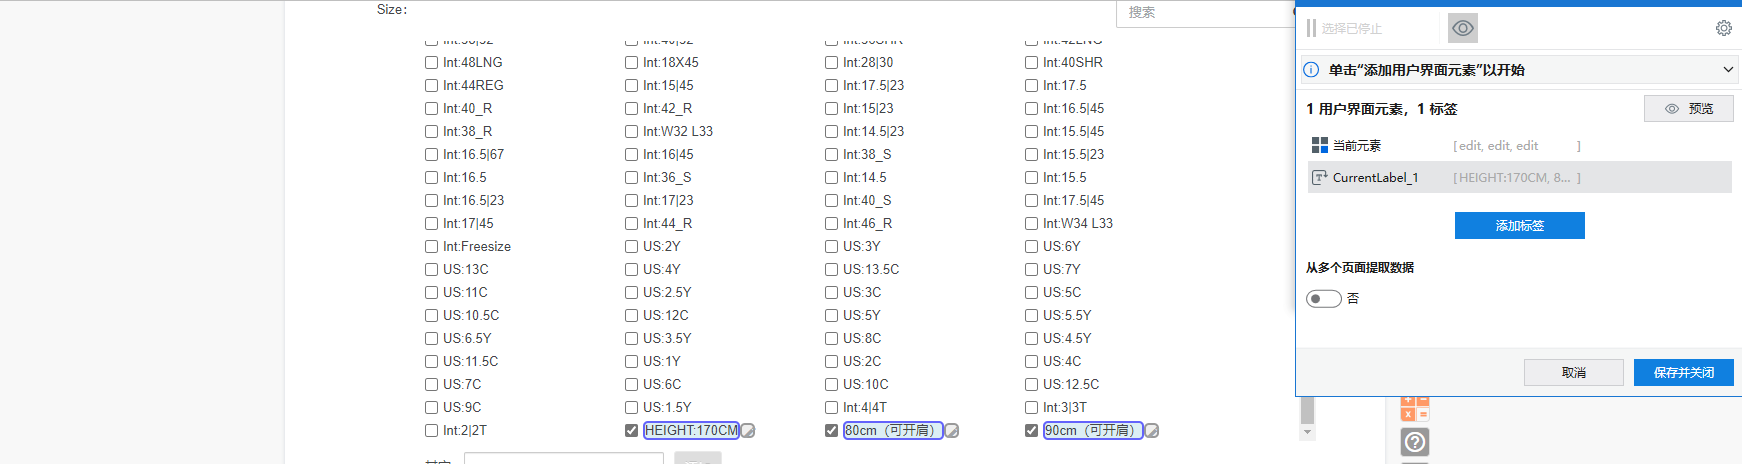 Size:
搜索
Int:48LNG Int:18X45 Int:28|30 Int:40SHR
Int:44REG Int:15|45 Int:17.5|23 Int:17.5
Int:40_R Int:42_R Int:15|23 Int:16.5|45
Int:38_R Int:W32 L33 Int:14.5|23 Int:15.5|45
Int:16.5|67 Int:16|45 Int:38_S Int:15.5|23
Int:16.5 Int:36_S Int:14.5 Int:15.5
Int:16.5|23 Int:17|23 Int:40_S Int:17.5|45
Int:17|45 Int:44_R Int:46_R Int:W34 L33
Int:Freesize US:2Y US:3Y US:6Y
US:13C US:4Y US:13.5C US:7Y
US:11C US:2.5Y US:3C US:5C
US:10.5C US:12C US:5Y US:5.5Y
US:6.5Y US:3.5Y US:8C US:4.5Y
US:11.5C US:1Y US:2C US:4C
US:7C US:6C US:10C US:12.5C
US:9C US:1.5Y Int:4|4T Int:3|3T
Int:2|2T HEIGHT:170CM 80cm（可开肩） 90cm（可开肩）
选择已停止
单击“添加用户界面元素”以开始
1 用户界面元素，1 标签
预览
当前元素 [ edit, edit, edit ]
CurrentLabel_1 [ HEIGHT:170CM, 8... ]
添加标签
从多个页面提取数据
否
取消 保存并关闭